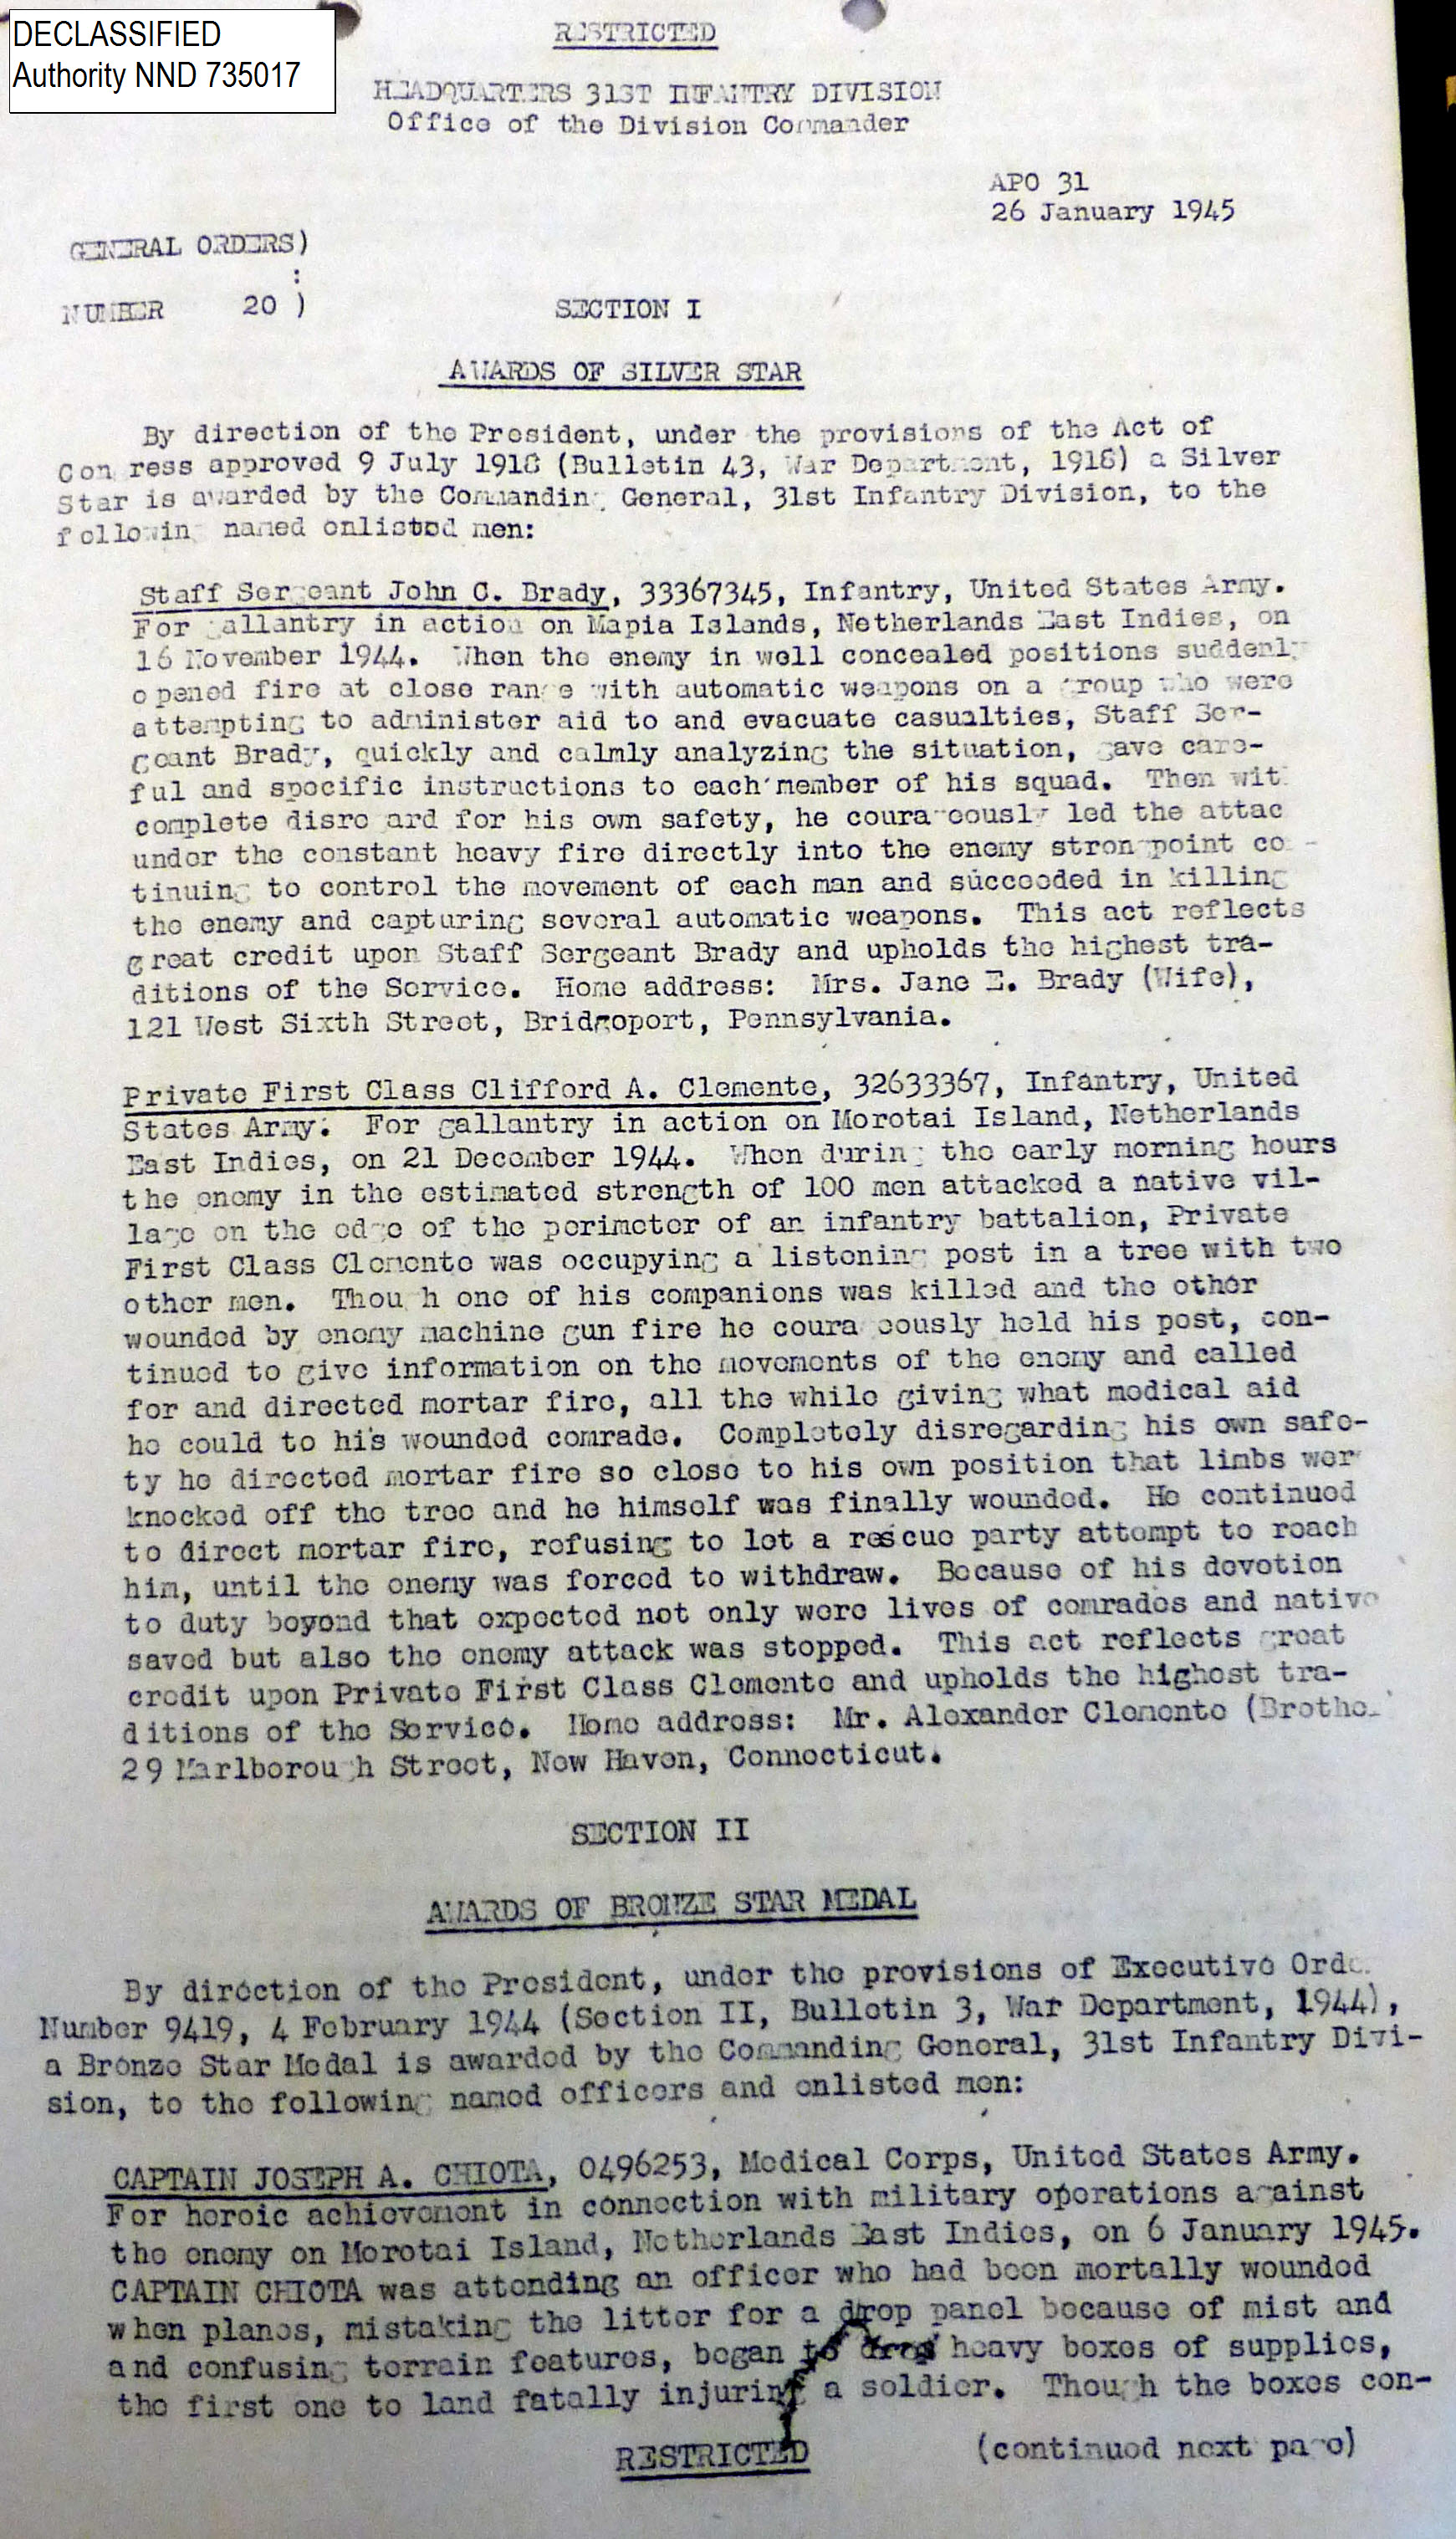 DECLASSIFIED
Authority NND 735017
RESTRICTED
HEADQUARTERS 31ST INFANTRY DIVISION
Office of the Division Commander
APO 31
26 January 1945
GENERAL ORDERS)
:
NUMBER 20 )
SECTION I
AWARDS OF SILVER STAR
By direction of the President, under the provisions of the Act of
Congress approved 9 July 1918 (Bulletin 43, War Department, 1918) a Silver
Star is awarded by the Commanding General, 31st Infantry Division, to the
following named enlisted men:
Staff Sergeant John C. Brady, 33367345, Infantry, United States Army.
For gallantry in action on Mapia Islands, Netherlands East Indies, on
16 November 1944. When the enemy in well concealed positions suddenly
opened fire at close range with automatic weapons on a group who were
attempting to administer aid to and evacuate casualties, Staff Ser-
geant Brady, quickly and calmly analyzing the situation, gave care-
ful and specific instructions to each member of his squad. Then with
complete disregard for his own safety, he courageously led the attac
under the constant heavy fire directly into the enemy strongpoint con-
tinuing to control the movement of each man and succeeded in killing
the enemy and capturing several automatic weapons. This act reflects
great credit upon Staff Sergeant Brady and upholds the highest tra-
ditions of the Service. Home address: Mrs. Jane E. Brady (Wife),
121 West Sixth Street, Bridgeport, Pennsylvania.
Private First Class Clifford A. Clemente, 32633367, Infantry, United
States Army. For gallantry in action on Morotai Island, Netherlands
East Indies, on 21 December 1944. When during the early morning hours
the enemy in the estimated strength of 100 men attacked a native vil-
lage on the edge of the perimeter of an infantry battalion, Private
First Class Clemente was occupying a listening post in a tree with two
other men. Though one of his companions was killed and the other
wounded by enemy machine gun fire he courageously held his post, con-
tinued to give information on the movements of the enemy and called
for and directed mortar fire, all the while giving what medical aid
he could to his wounded comrade. Completely disregarding his own safe-
ty he directed mortar fire so close to his own position that limbs wer
knocked off the tree and he himself was finally wounded. He continued
to direct mortar fire, refusing to let a rescue party attempt to reach
him, until the enemy was forced to withdraw. Because of his devotion
to duty beyond that expected not only were lives of comrades and native
saved but also the enemy attack was stopped. This act reflects great
credit upon Private First Class Clemente and upholds the highest tra-
ditions of the Service. Home address: Mr. Alexander Clemente (Brother
29 Marlborough Street, New Haven, Connecticut.
SECTION II
AWARDS OF BRONZE STAR MEDAL
By direction of the President, under the provisions of Executive Orde
Number 9419, 4 February 1944 (Section II, Bulletin 3, War Department, 1944),
a Bronze Star Medal is awarded by the Commanding General, 31st Infantry Divi-
sion, to the following named officers and enlisted men:
CAPTAIN JOSEPH A. CHIOTA, 0496253, Medical Corps, United States Army.
For heroic achievement in connection with military operations against
the enemy on Morotai Island, Netherlands East Indies, on 6 January 1945.
CAPTAIN CHIOTA was attending an officer who had been mortally wounded
when planes, mistaking the litter for a drop panel because of mist and
and confusing terrain features, began to drop heavy boxes of supplies,
the first one to land fatally injuring a soldier. Though the boxes con-
RESTRICTED
(continued next page)